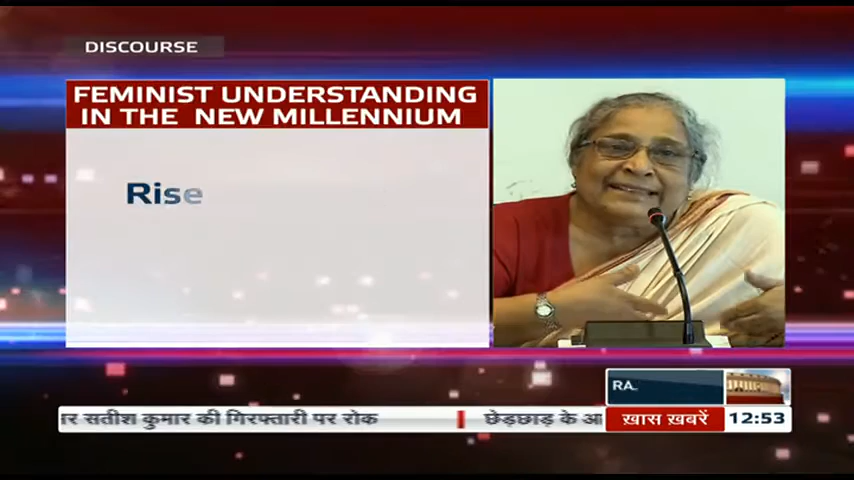 DISCOURSE
FEMINIST UNDERSTANDING
IN THE NEW MILLENNIUM
Rise
RA
सतीश कुमार की गिरफ्तारी पर रोक
छेड़छाड़ के
ख़ास ख़बरें
12:53